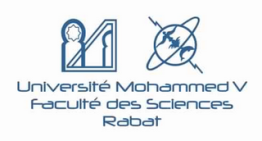 Université Mohammed V
Faculté des Sciences
Rabat